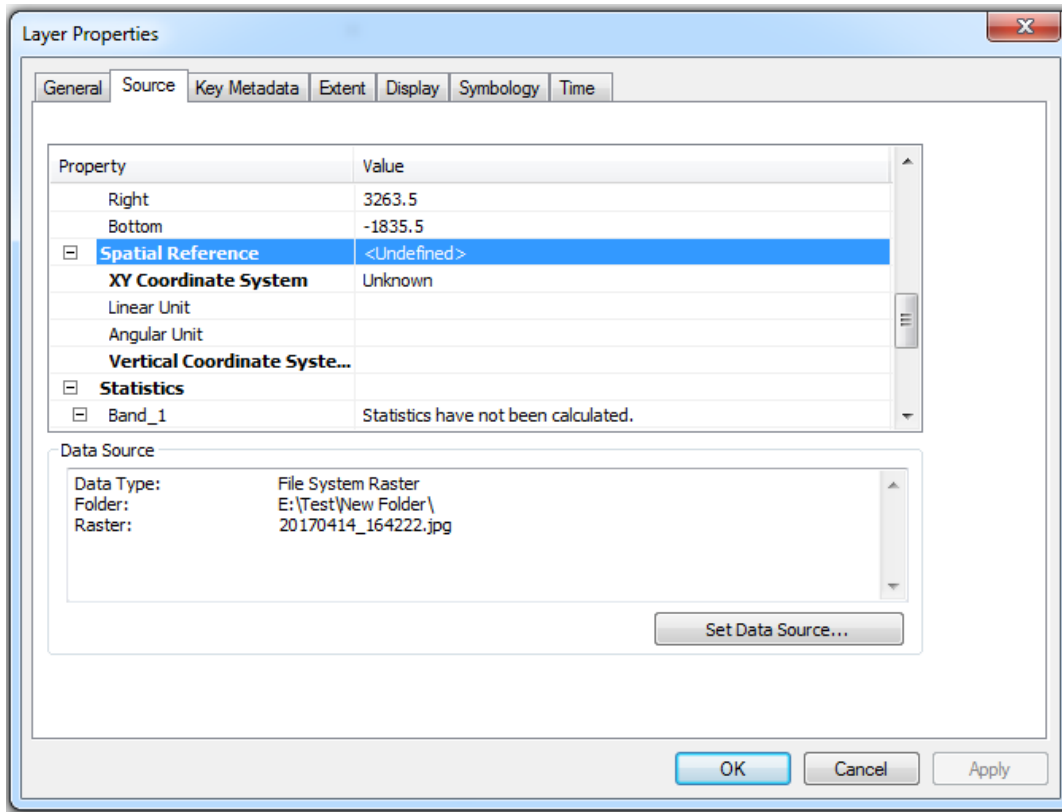 Layer Properties
General Source Key Metadata Extent Display Symbology Time
Property Value
Right 3263.5
Bottom -1835.5
Spatial Reference <Undefined>
XY Coordinate System Unknown
Linear Unit
Angular Unit
Vertical Coordinate Syste...
Statistics
Band_1 Statistics have not been calculated.
Data Source
Data Type: File System Raster
Folder: E:\Test\New Folder\
Raster: 20170414_164222.jpg
Set Data Source...
OK Cancel Apply